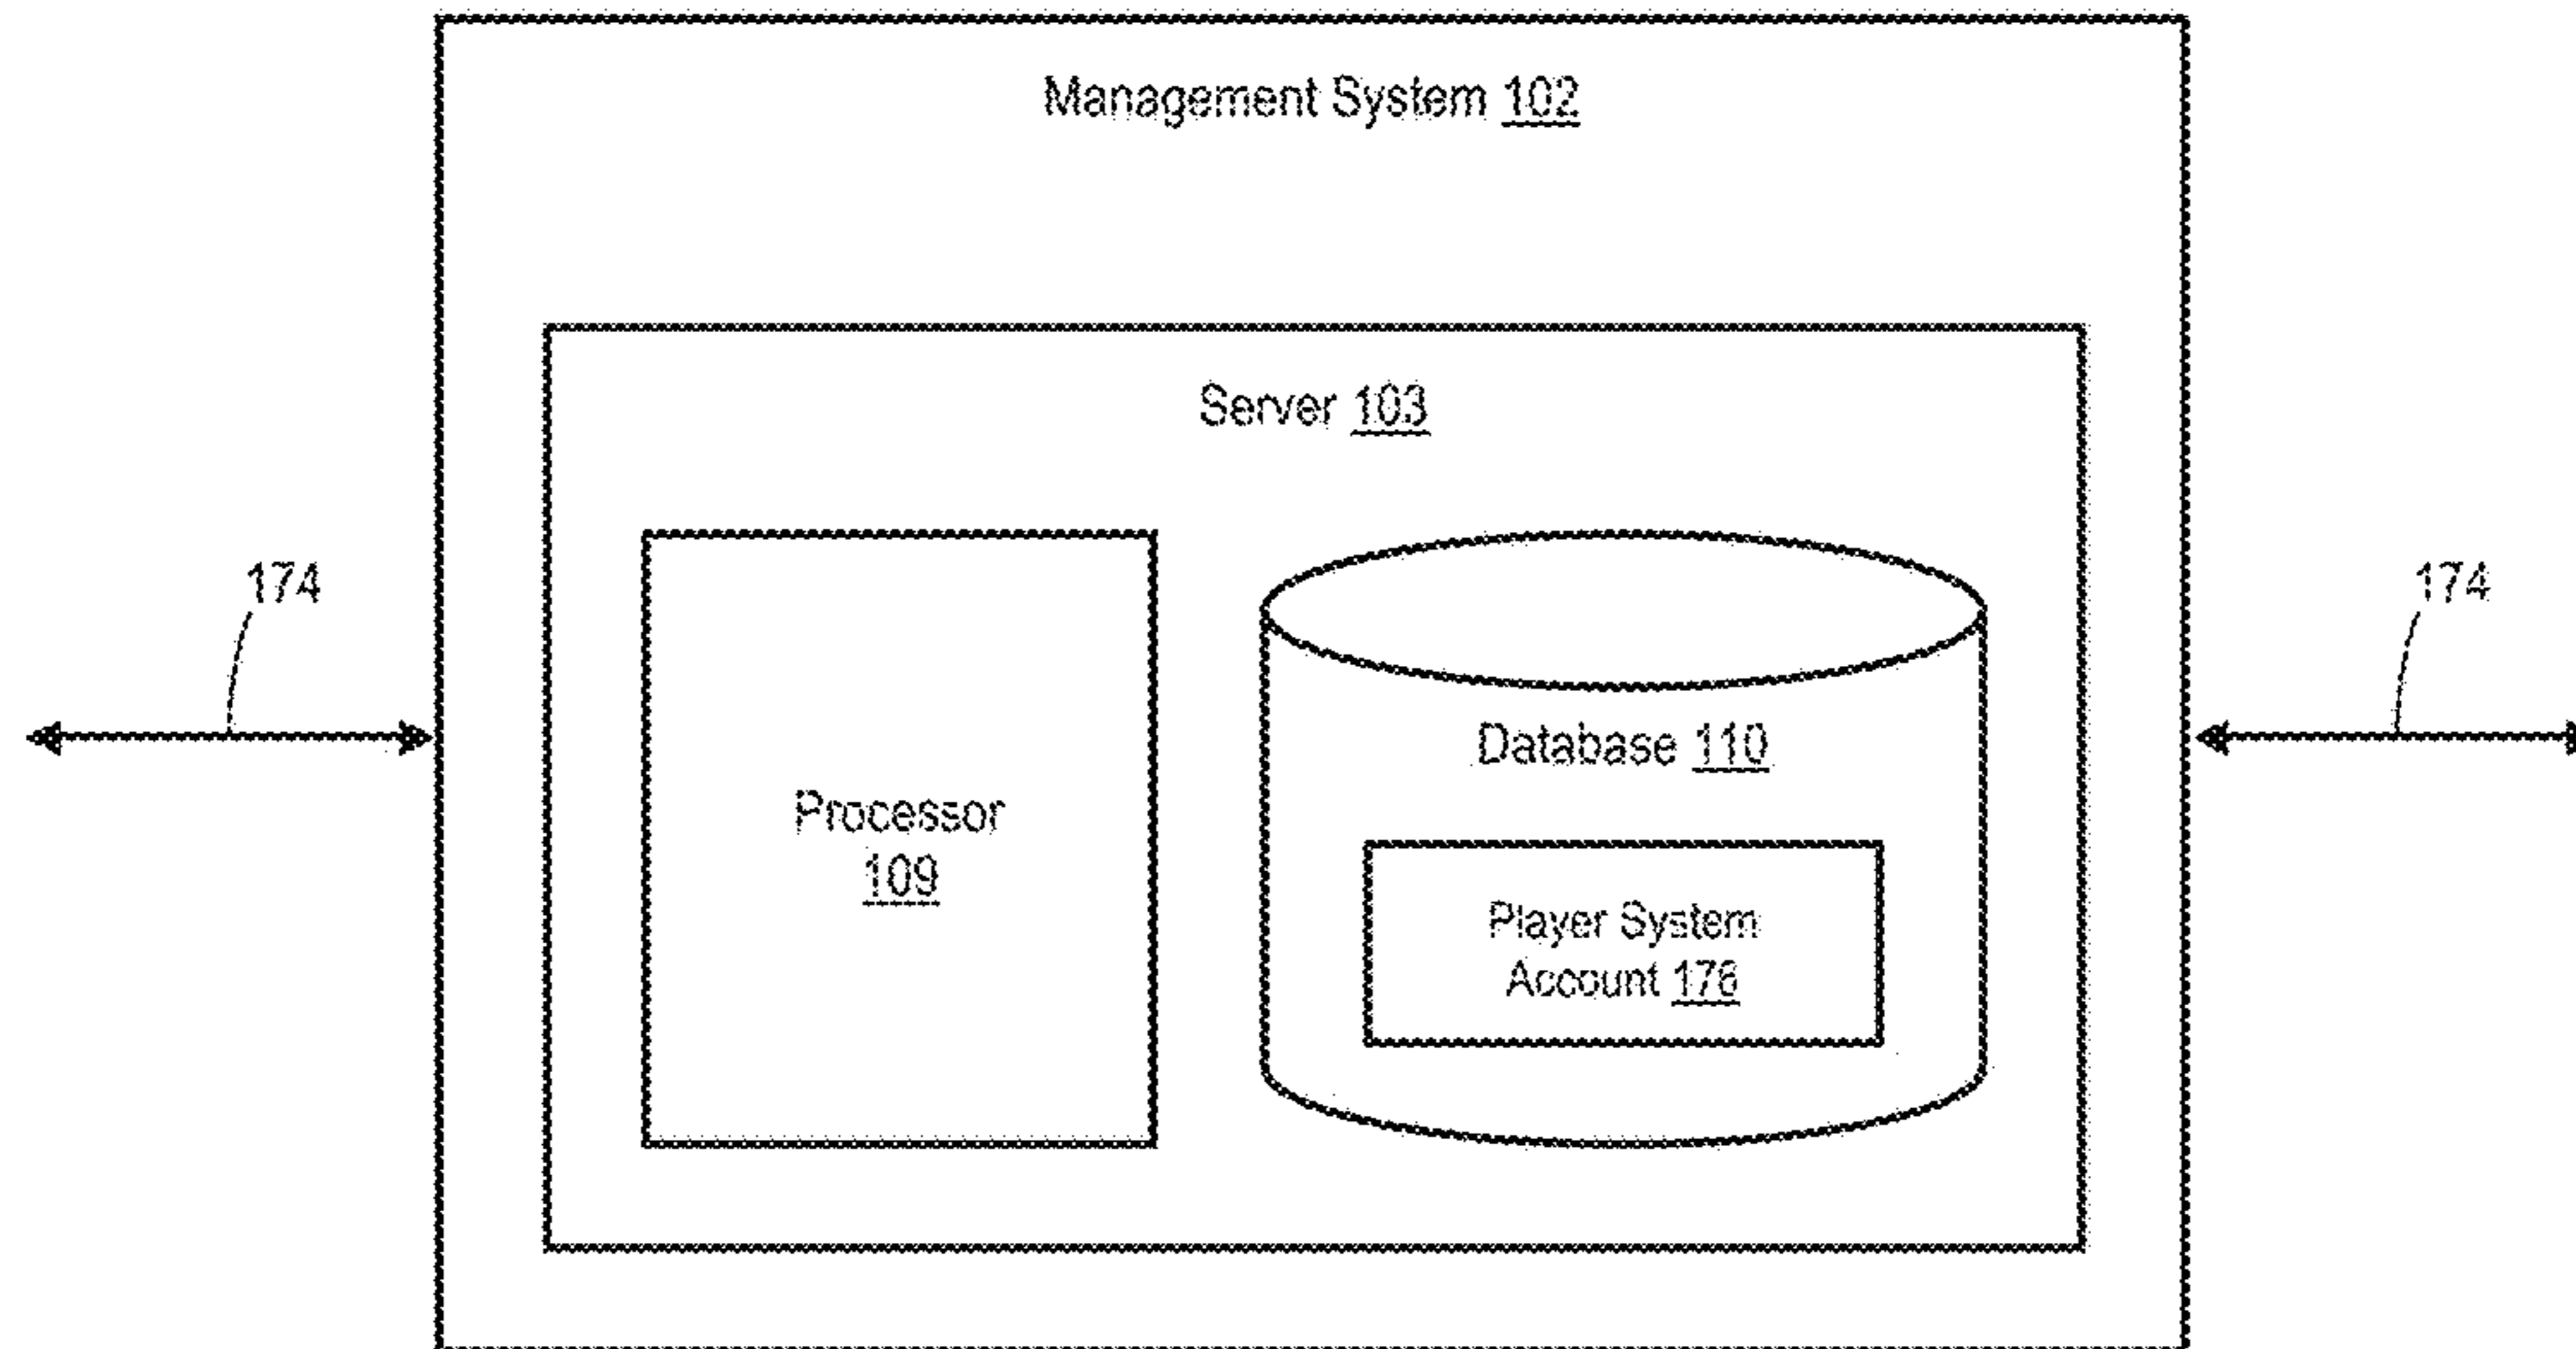 Management System 102
Server 103
174
174
Database 110
Processor
109
Player System
Account 176